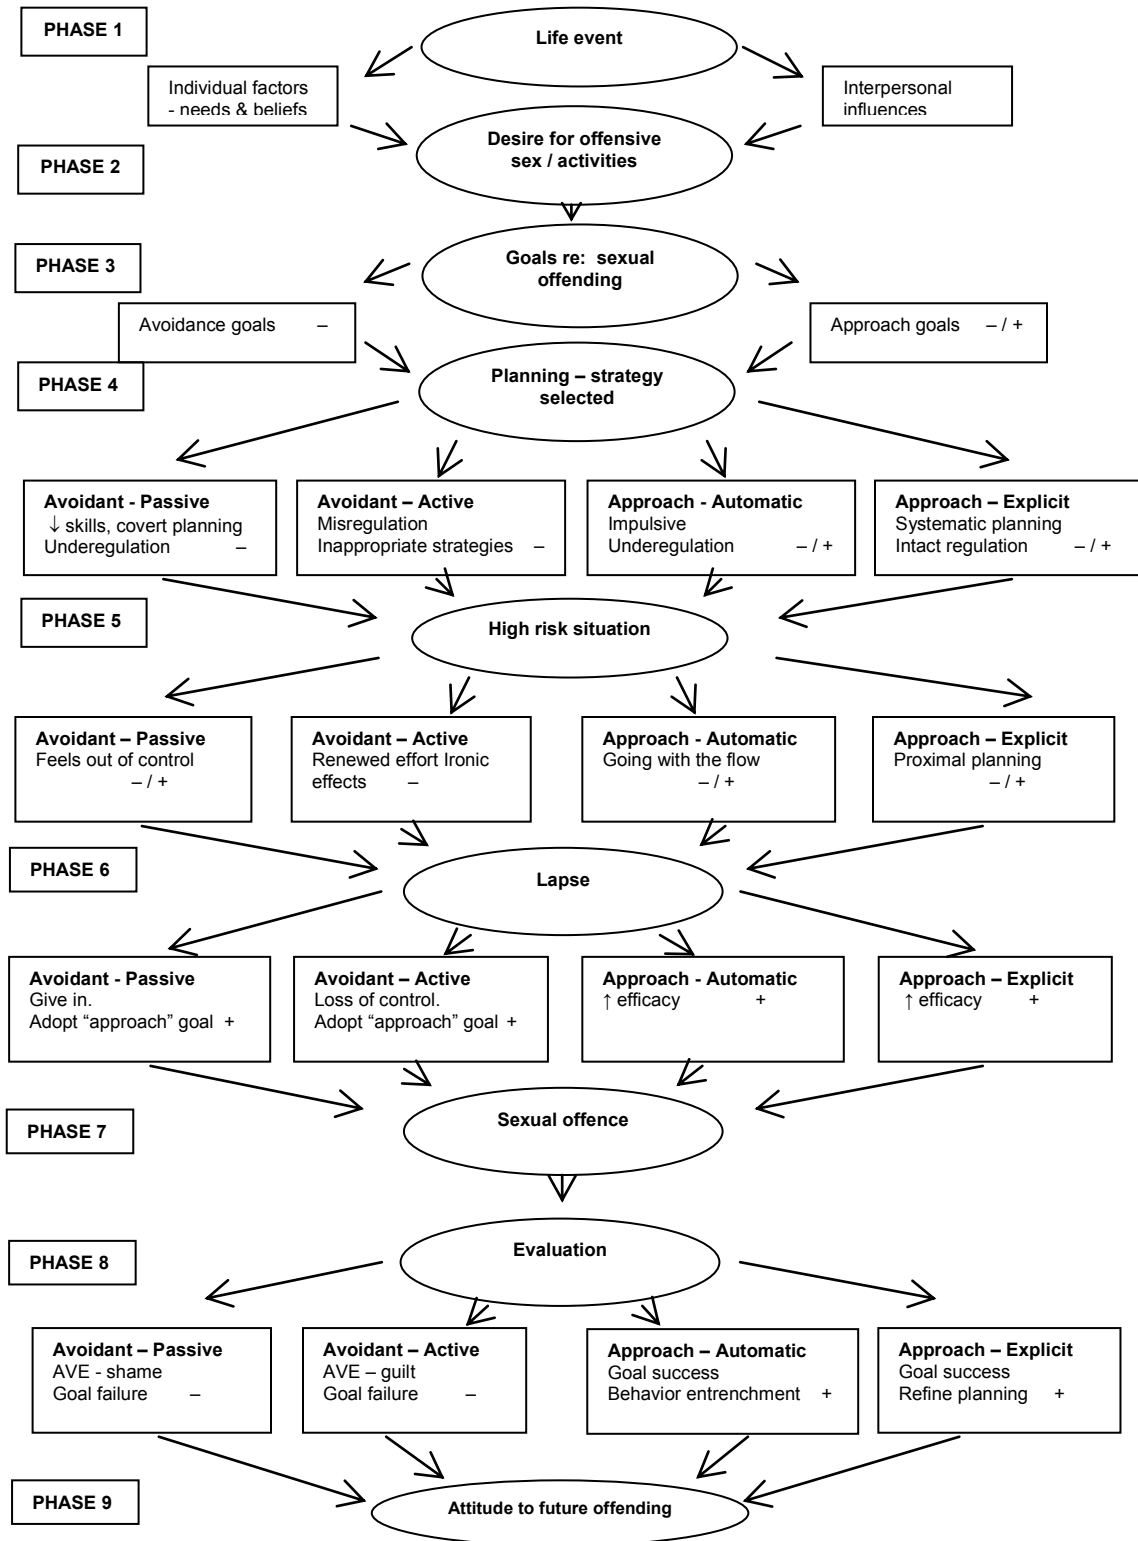 PHASE 1
Life event
Individual factors
- needs & beliefs
Interpersonal
influences
PHASE 2
Desire for offensive
sex / activities
PHASE 3
Goals re: sexual
offending
Avoidance goals –
Approach goals – / +
PHASE 4
Planning – strategy
selected
Avoidant - Passive
↓ skills, covert planning
Underegulation –
Avoidant – Active
Misregulation
Inappropriate strategies –
Approach - Automatic
Impulsive
Underegulation – / +
Approach – Explicit
Systematic planning
Intact regulation – / +
PHASE 5
High risk situation
Avoidant – Passive
Feels out of control
– / +
Avoidant – Active
Renewed effort Ironic
effects –
Approach - Automatic
Going with the flow
– / +
Approach – Explicit
Proximal planning
– / +
PHASE 6
Lapse
Avoidant - Passive
Give in.
Adopt “approach” goal +
Avoidant – Active
Loss of control.
Adopt “approach” goal +
Approach - Automatic
↑ efficacy +
Approach – Explicit
↑ efficacy +
PHASE 7
Sexual offence
PHASE 8
Evaluation
Avoidant – Passive
AVE - shame
Goal failure –
Avoidant – Active
AVE – guilt
Goal failure –
Approach – Automatic
Goal success
Behavior entrenchment +
Approach – Explicit
Goal success
Refine planning +
PHASE 9
Attitude to future offending